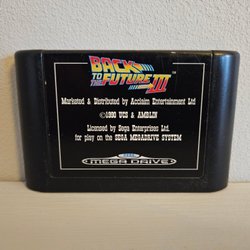 BACK
TO THE
FUTURE III
Marketed & Distributed by Acclaim Entertainment Ltd
©1990 UCS & AMBLIN
Licensed by Sega Enterprises Ltd.
for play on the SEGA MEGADRIVE SYSTEM
SEGA
MEGA DRIVE